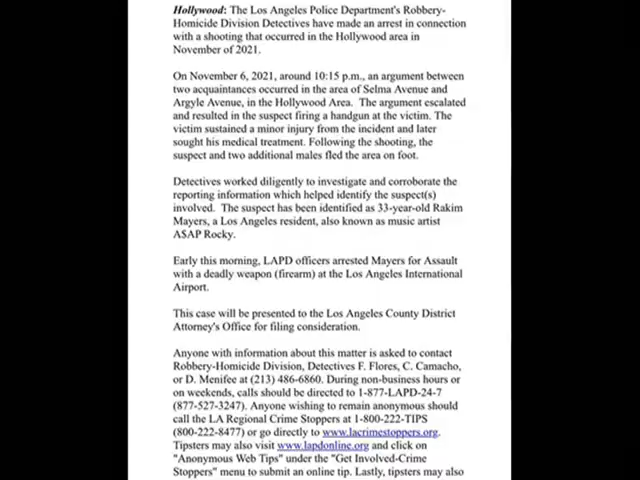 Hollywood: The Los Angeles Police Department's Robbery-
Homicide Division Detectives have made an arrest in connection
with a shooting that occurred in the Hollywood area in
November of 2021.
On November 6, 2021, around 10:15 p.m., an argument between
two acquaintances occurred in the area of Selma Avenue and
Argyle Avenue, in the Hollywood Area. The argument escalated
and resulted in the suspect firing a handgun at the victim. The
victim sustained a minor injury from the incident and later
sought his medical treatment. Following the shooting, the
suspect and two additional males fled the area on foot.
Detectives worked diligently to investigate and corroborate the
reporting information which helped identify the suspect(s)
involved. The suspect has been identified as 33-year-old Rakim
Mayers, a Los Angeles resident, also known as music artist
A$AP Rocky.
Early this morning, LAPD officers arrested Mayers for Assault
with a deadly weapon (firearm) at the Los Angeles International
Airport.
This case will be presented to the Los Angeles County District
Attorney's Office for filing consideration.
Anyone with information about this matter is asked to contact
Robbery-Homicide Division, Detectives F. Flores, C. Camacho,
or D. Menifee at (213) 486-6860. During non-business hours or
on weekends, calls should be directed to 1-877-LAPD-24-7
(877-527-3247). Anyone wishing to remain anonymous should
call the LA Regional Crime Stoppers at 1-800-222-TIPS
(800-222-8477) or go directly to www.lacrimestoppers.org.
Tipsters may also visit www.lapdonline.org and click on
"Anonymous Web Tips" under the "Get Involved-Crime
Stoppers" menu to submit an online tip. Lastly, tipsters may also